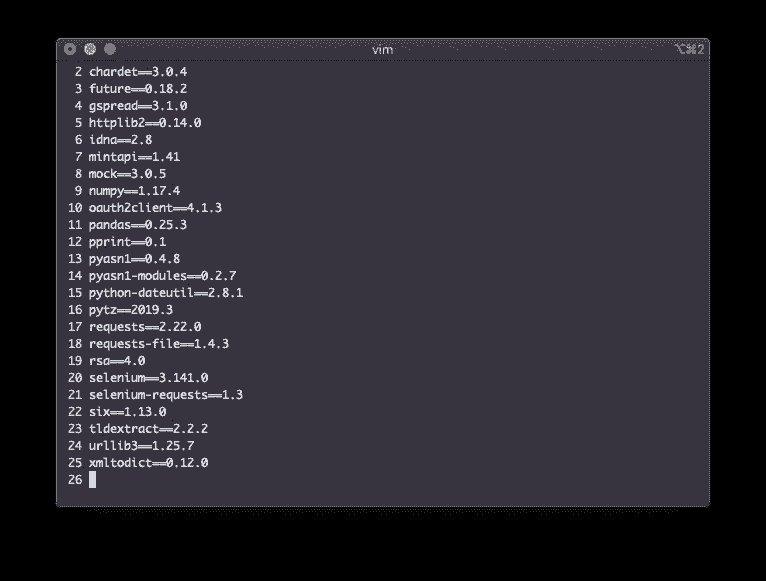 vim ⌥⌘2
2 chardet==3.0.4
3 future==0.18.2
4 gspread==3.1.0
5 httplib2==0.14.0
6 idna==2.8
7 mintapi==1.41
8 mock==3.0.5
9 numpy==1.17.4
10 oauth2client==4.1.3
11 pandas==0.25.3
12 pprint==0.1
13 pyasn1==0.4.8
14 pyasn1-modules==0.2.7
15 python-dateutil==2.8.1
16 pytz==2019.3
17 requests==2.22.0
18 requests-file==1.4.3
19 rsa==4.0
20 selenium==3.141.0
21 selenium-requests==1.3
22 six==1.13.0
23 tldextract==2.2.2
24 urllib3==1.25.7
25 xmltodict==0.12.0
26